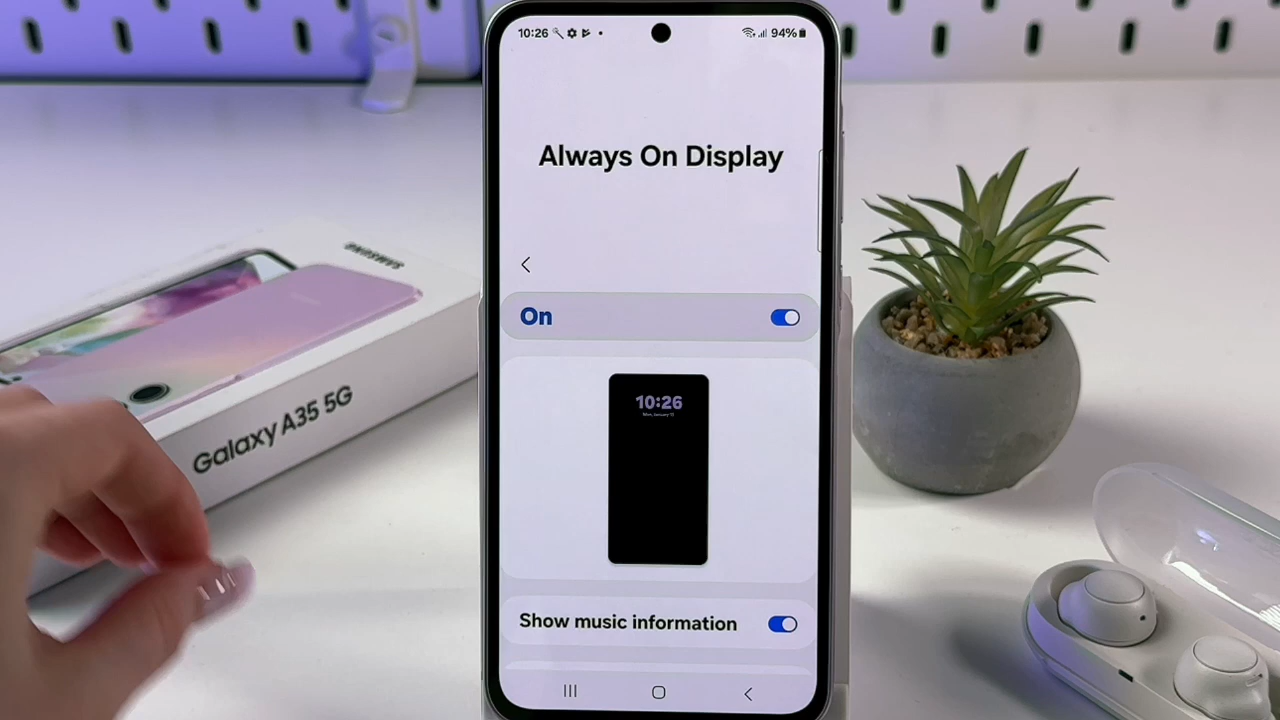 10:26
94%
Always On Display
On
10:26
Show music information
SAMSUNG
Galaxy A35 5G